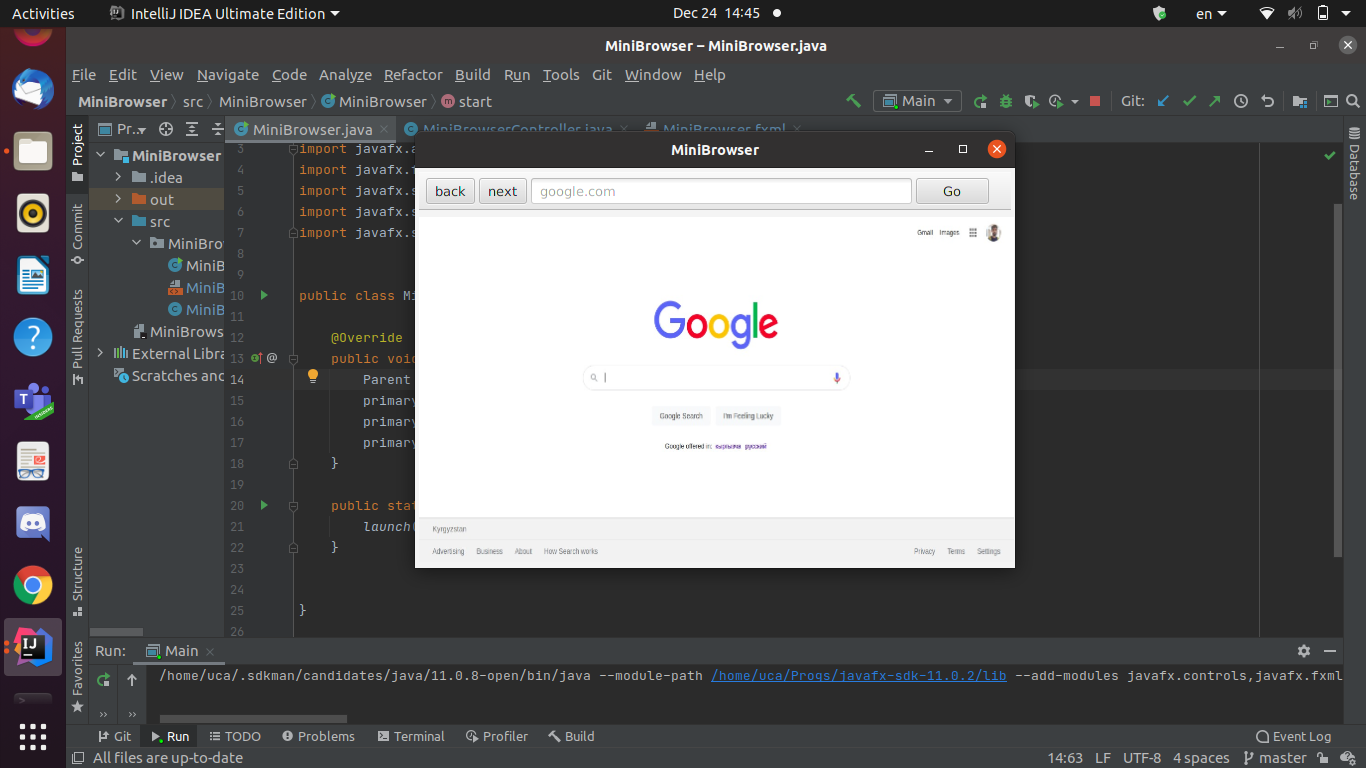 Activities IntelliJ IDEA Ultimate Edition Dec 24 14:45 en
MiniBrowser – MiniBrowser.java
File Edit View Navigate Code Analyze Refactor Build Run Tools Git Window Help
MiniBrowser src MiniBrowser MiniBrowser start Main Git:
Project
Commit
Pull Requests
Structure
Favorites
Pr..
MiniBrowser
.idea
out
src
MiniBro
MiniB
MiniB
MiniB
MiniBrows
External Libra
Scratches and
MiniBrowser.java MiniBrowserController.java MiniBrowser.fxml
3 import javafx.a
4 import javafx.f
5 import javafx.s
6 import javafx.s
7 import javafx.s
8
9
10 public class Mi
11
12 @Override
13 public voi
14 Parent
15 primary
16 primary
17 primary
18 }
19
20 public stat
21 launch(
22 }
23
24
25 }
26
MiniBrowser
back next google.com Go
Gmail Images
Google
Google Search I'm Feeling Lucky
Google offered in: кыргызча русский
Kyrgyzstan
Advertising Business About How Search works Privacy Terms Settings
Database
Run: Main
/home/uca/.sdkman/candidates/java/11.0.8-open/bin/java --module-path /home/uca/Progs/javafx-sdk-11.0.2/lib --add-modules javafx.controls,javafx.fxml
Git Run TODO Problems Terminal Profiler Build Event Log
All files are up-to-date 14:63 LF UTF-8 4 spaces master